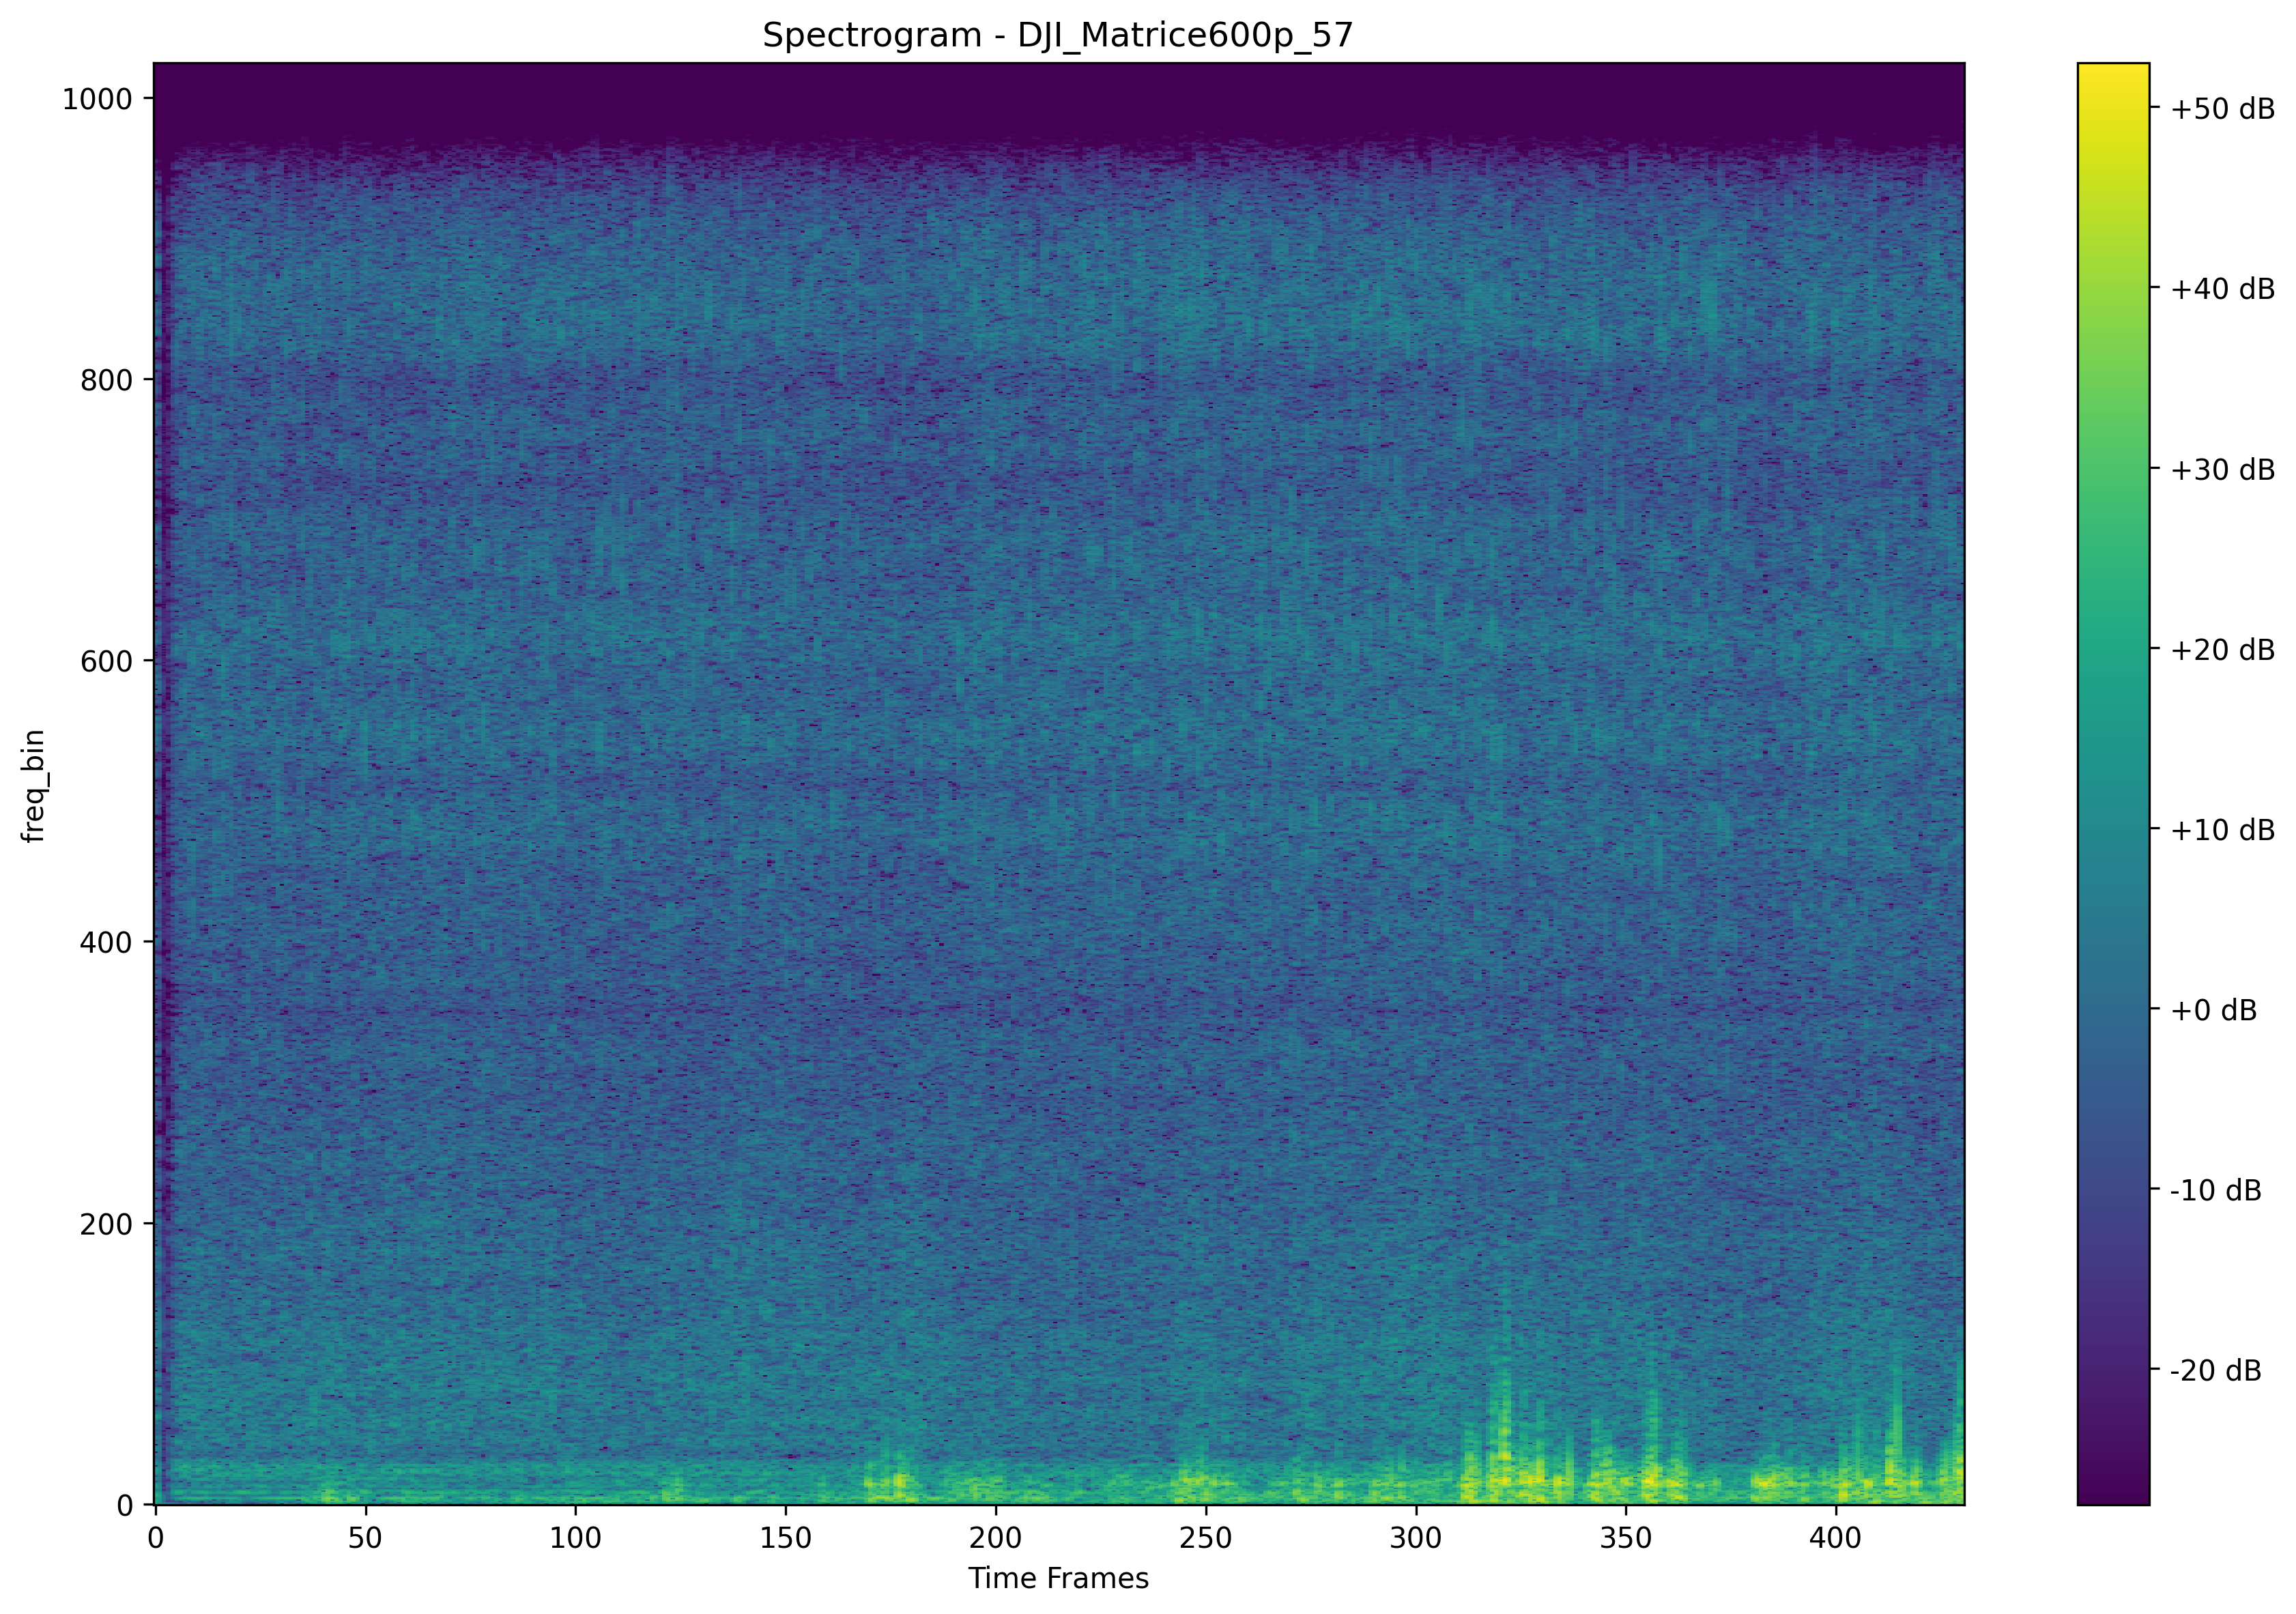 Spectrogram - DJI_Matrice600p_57
freq_bin
1000
800
600
400
200
0
0 50 100 150 200 250 300 350 400
Time Frames
+50 dB
+40 dB
+30 dB
+20 dB
+10 dB
+0 dB
-10 dB
-20 dB